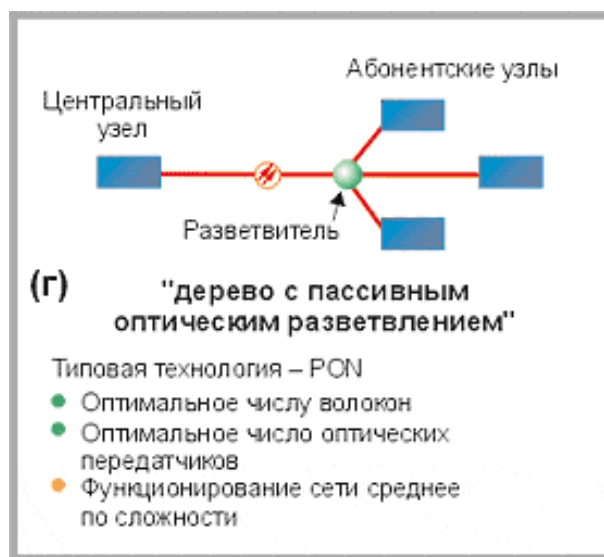 Абонентские узлы
Центральный
узел
Разветвитель
(г)
"дерево с пассивным
оптическим разветвлением"
Типовая технология – PON
Оптимальное числу волокон
Оптимальное число оптических
передатчиков
Функционирование сети среднее
по сложности